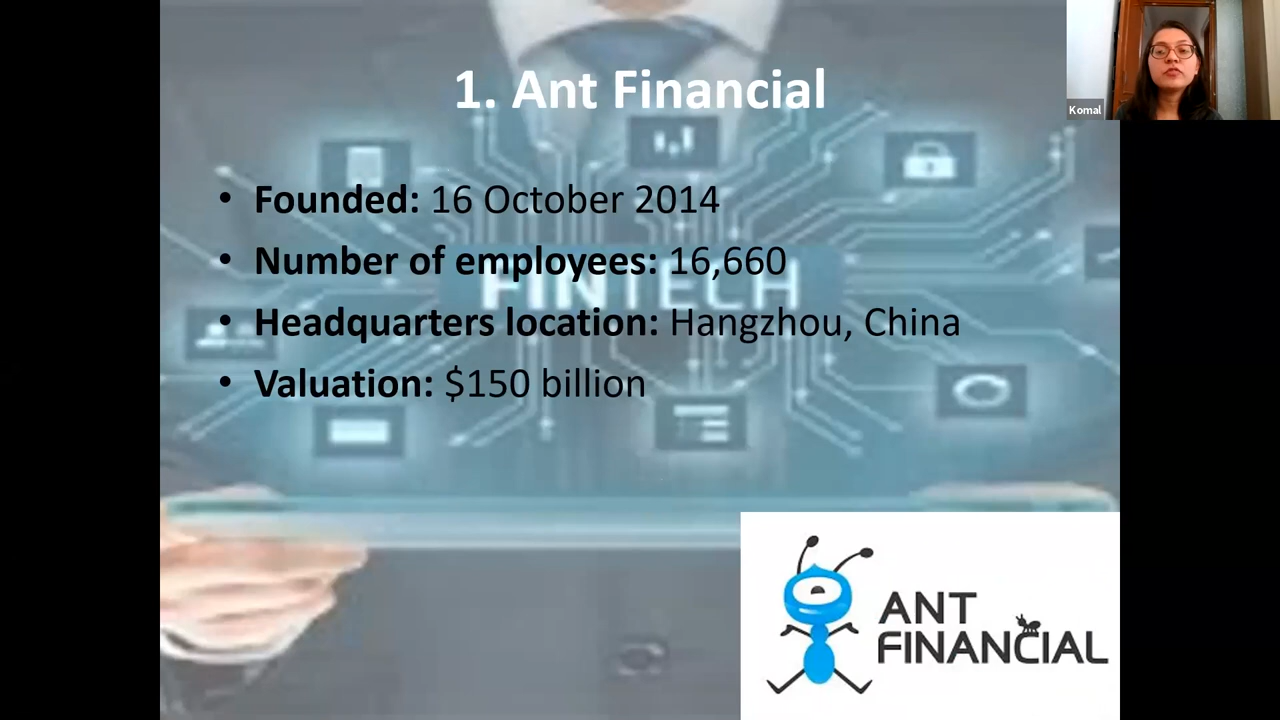 1. Ant Financial
Komal
• Founded: 16 October 2014
• Number of employees: 16,660
FINTECH
• Headquarters location: Hangzhou, China
• Valuation: $150 billion
ANT
FINANCIAL